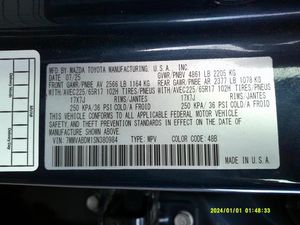 MFD BY MAZDA TOYOTA MANUFACTURING, U.S.A., INC.
DATE 07/25 GVWR/PNBV 4861 LB 2205 KG
FRONT GAWR/PNBE AV 2566 LB 1164 KG REAR GAWR/PNBE AR 2377 LB 1078 KG
WITH/AVEC225/65R17 102H TIRES/PNEUS WITH/AVEC225/65R17 102H TIRES/PNEUS
17X7J RIMS/JANTES 17X7J RIMS/JANTES
250 KPA/ 36 PSI COLD/A FROID 250 KPA/ 36 PSI COLD/A FROID
THIS VEHICLE CONFORMS TO ALL APPLICABLE FEDERAL
MOTOR VEHICLE SAFETY AND THEFT PREVENTION
STANDARDS IN EFFECT ON THE DATE OF MANUFACTURE
SHOWN ABOVE.
VIN: 7MMVABDM1SN380984 TYPE: MPV COLOR CODE: 48B
2024/01/01 01:48:33